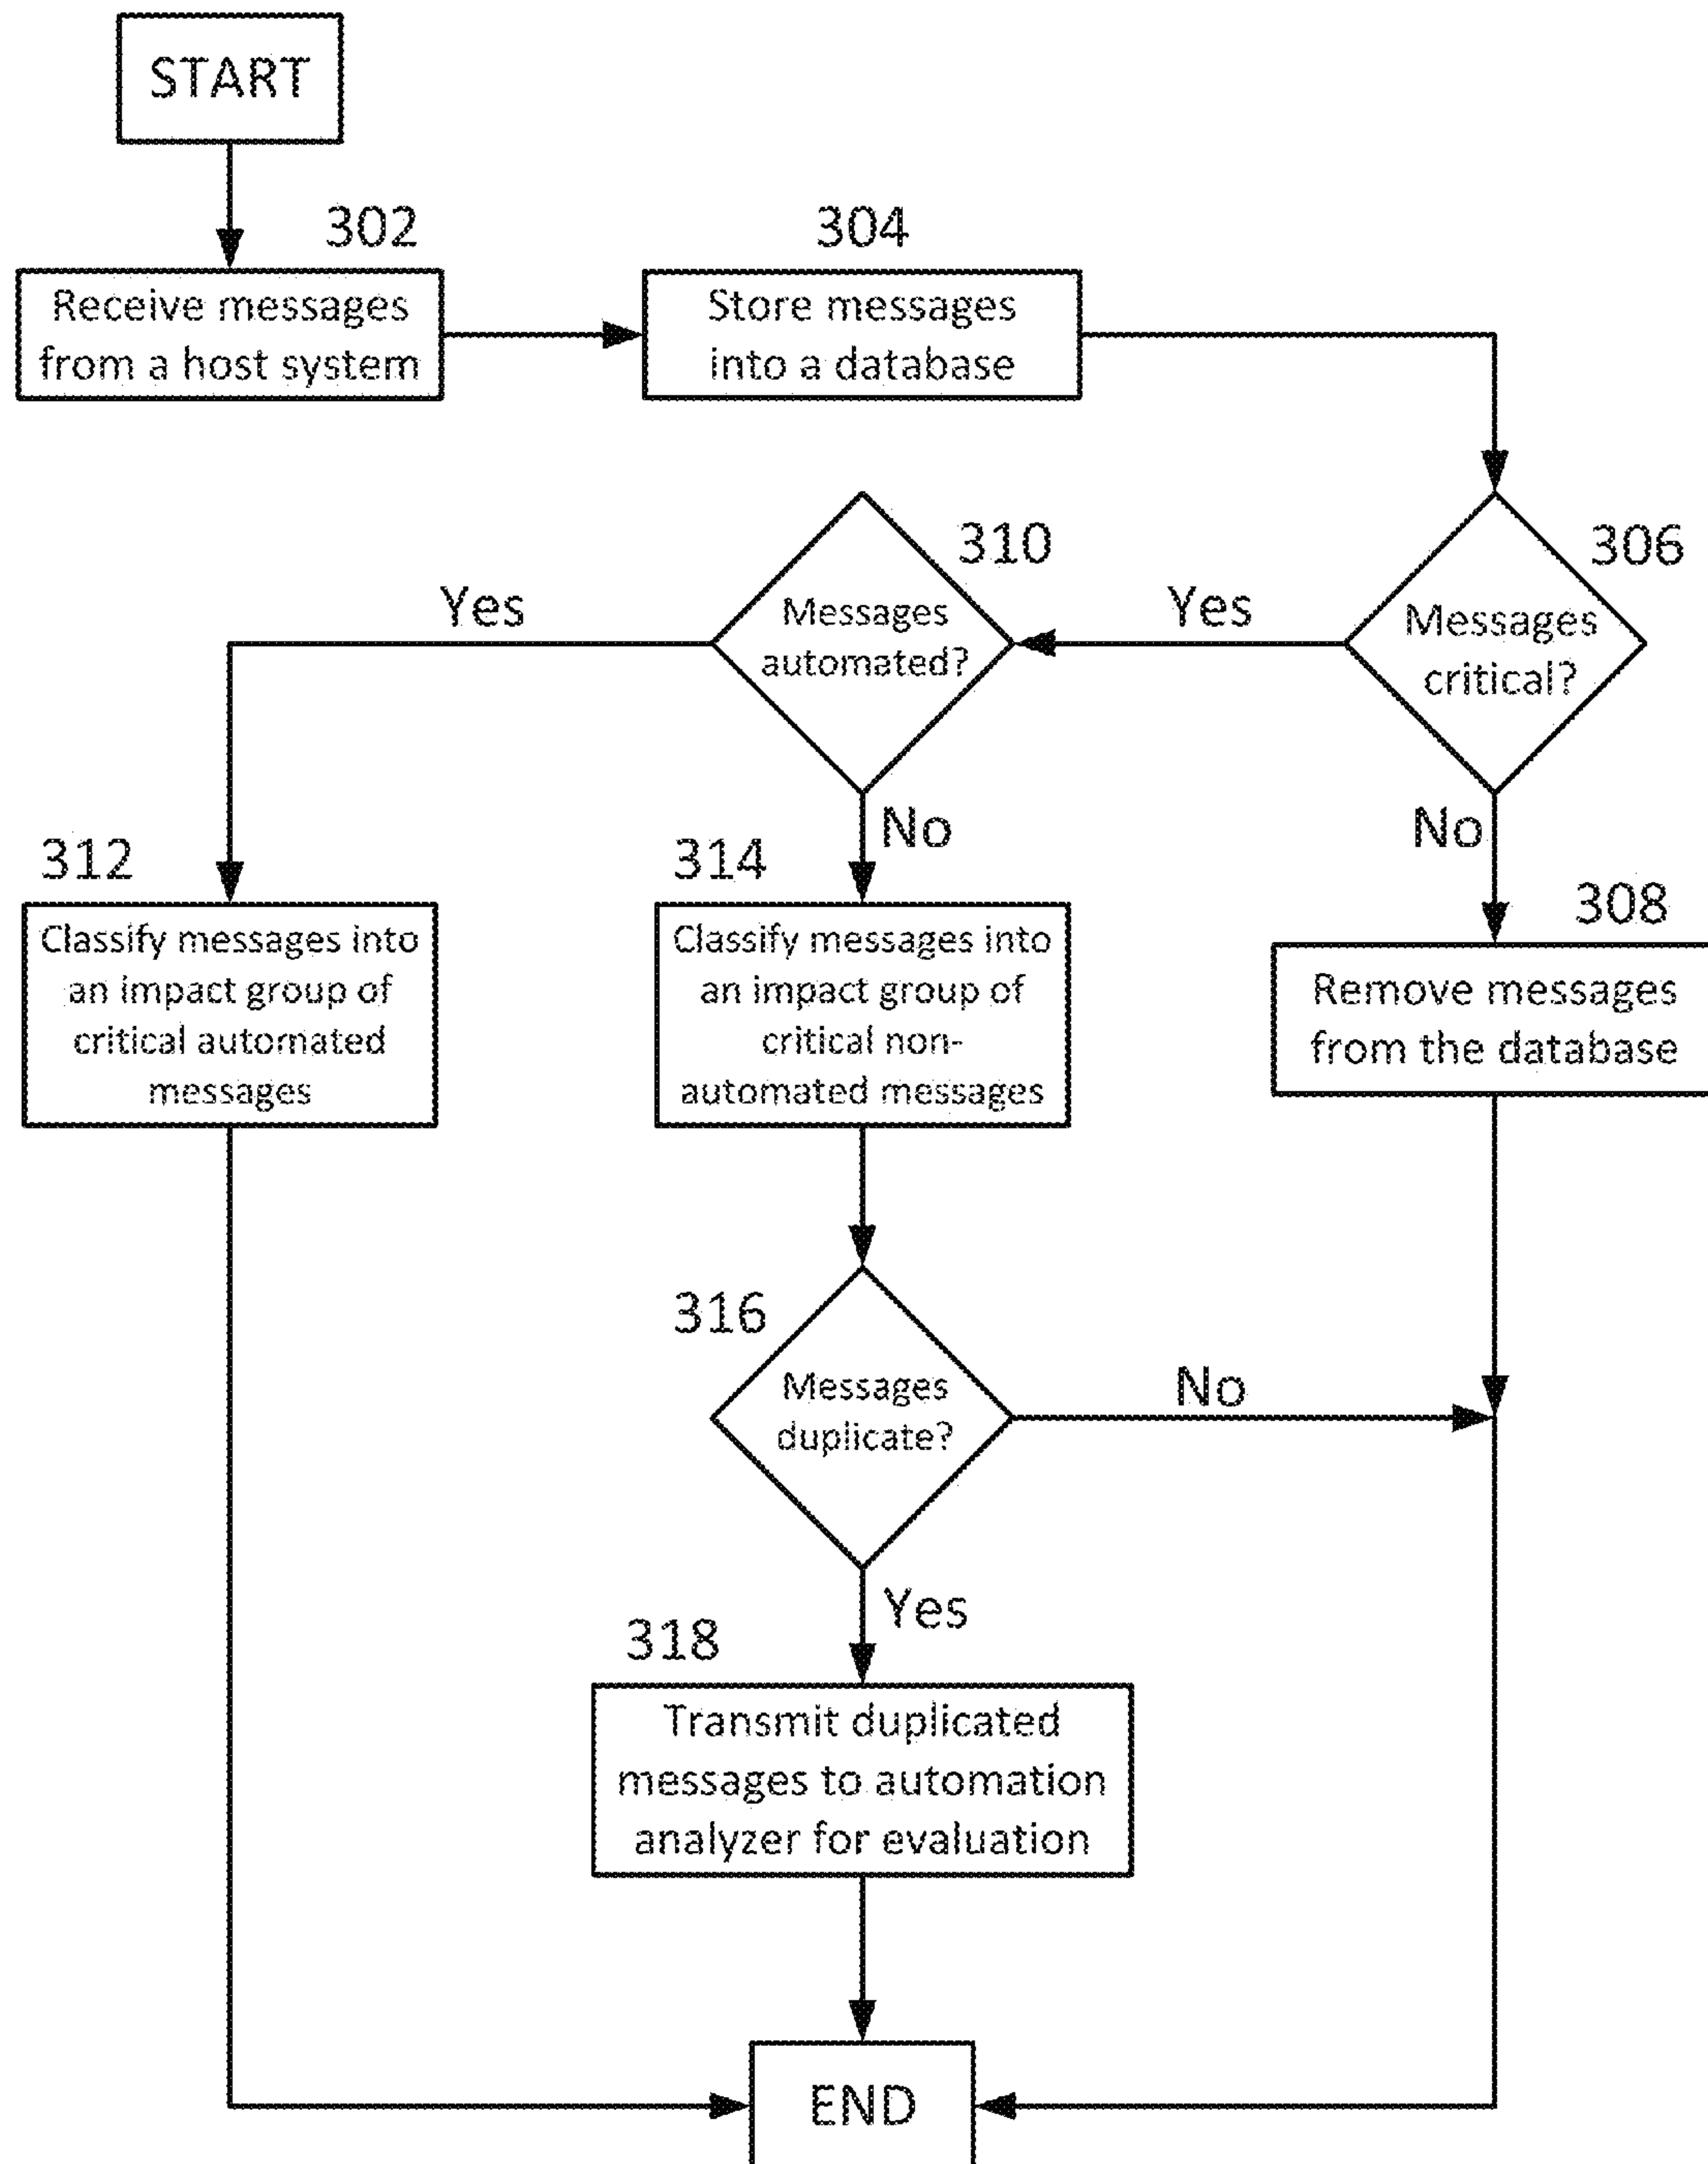 START
302
Receive messages
from a host system
304
Store messages
into a database
306
Messages
critical?
Yes
No
310
Messages
automated?
Yes
No
312
Classify messages into
an impact group of
critical automated
messages
314
Classify messages into
an impact group of
critical non-
automated messages
308
Remove messages
from the database
316
Messages
duplicate?
No
Yes
318
Transmit duplicated
messages to automation
analyzer for evaluation
END